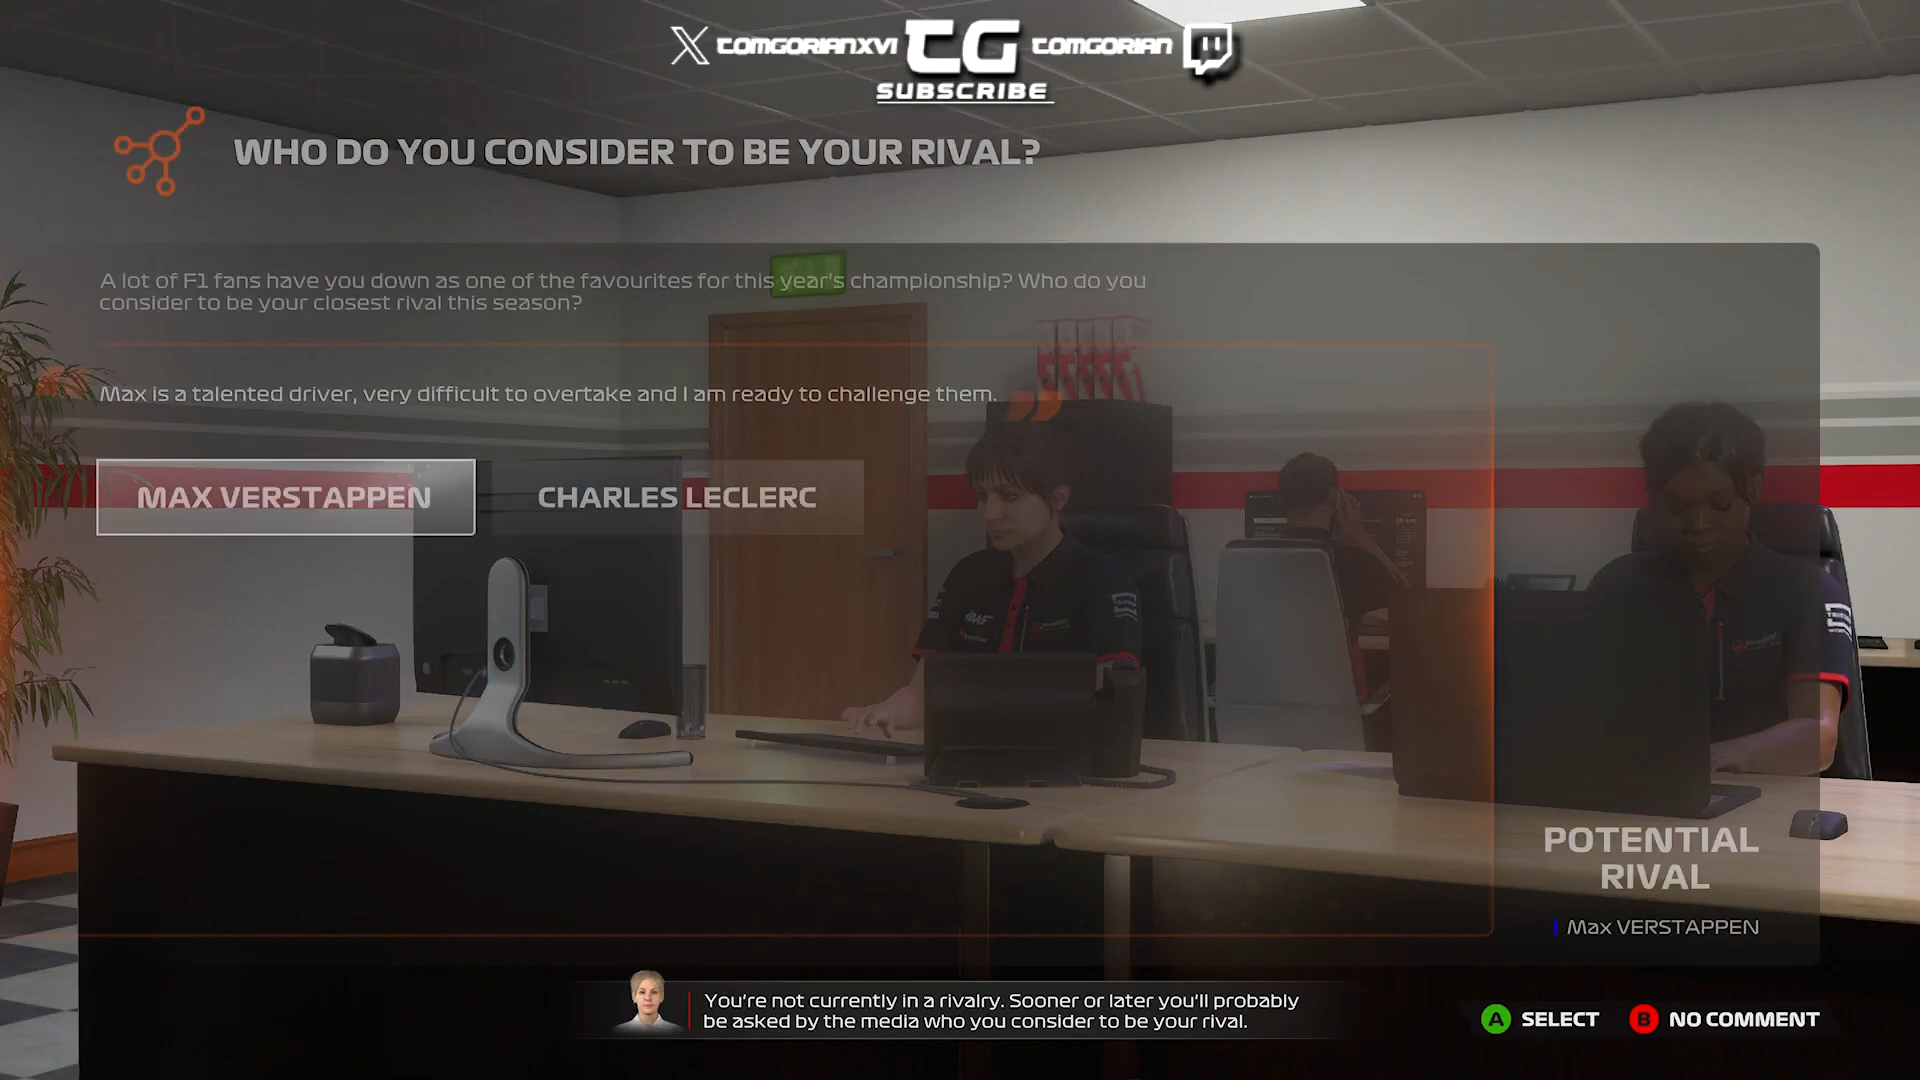 TOMGORIANXVI TG TOMGORIAN
SUBSCRIBE
WHO DO YOU CONSIDER TO BE YOUR RIVAL?
A lot of F1 fans have you down as one of the favourites for this year's championship? Who do you
consider to be your closest rival this season?
Max is a talented driver, very difficult to overtake and I am ready to challenge them.
MAX VERSTAPPEN CHARLES LECLERC
POTENTIAL
RIVAL
Max VERSTAPPEN
You're not currently in a rivalry. Sooner or later you'll probably
be asked by the media who you consider to be your rival.
A SELECT B NO COMMENT